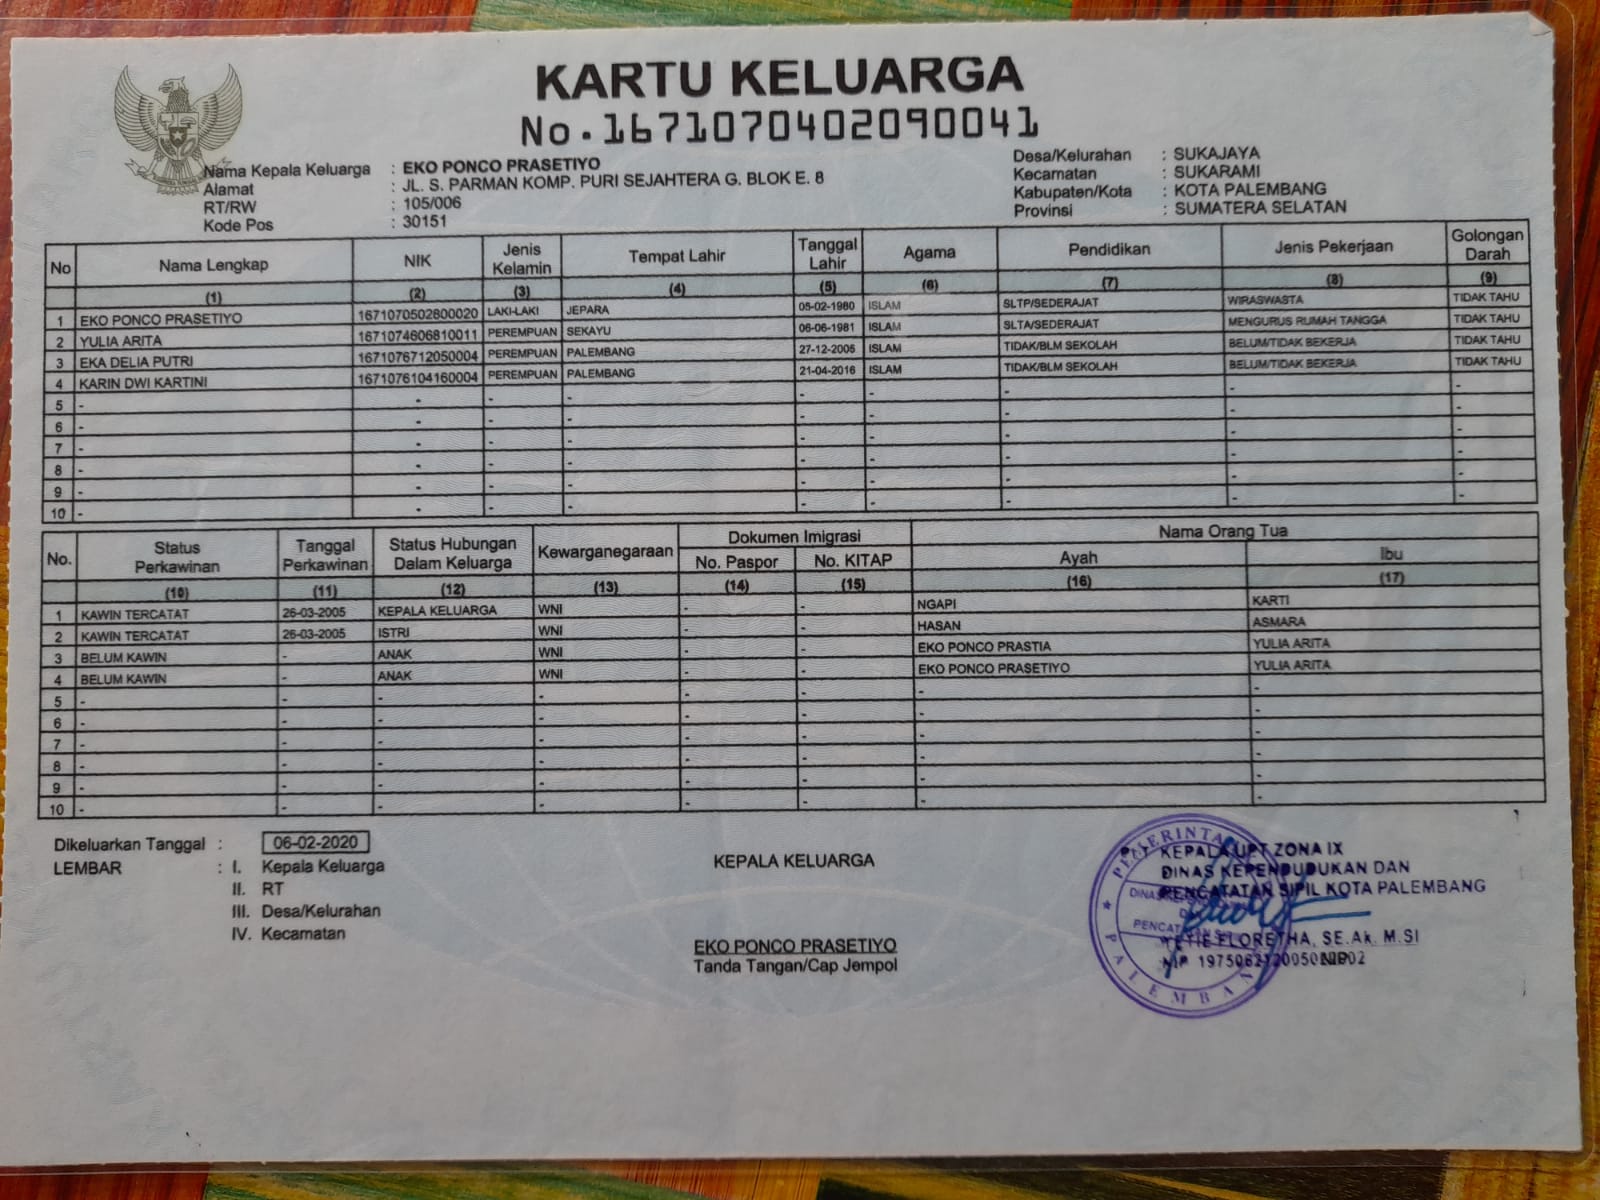 KARTU KELUARGA
No.1671070402090041
Nama Kepala Keluarga : EKO PONCO PRASETIYO
Alamat : JL. S. PARMAN KOMP. PURI SEJAHTERA G. BLOK E. 8
RT/RW : 105/006
Kode Pos : 30151
Desa/Kelurahan : SUKAJAYA
Kecamatan : SUKARAMI
Kabupaten/Kota : KOTA PALEMBANG
Provinsi : SUMATERA SELATAN
No Nama Lengkap NIK Jenis Kelamin Tempat Lahir Tanggal Lahir Agama Pendidikan Jenis Pekerjaan Golongan Darah
(1) (2) (3) (4) (5) (6) (7) (8) (9)
1 EKO PONCO PRASETIYO 1671070502800020 LAKI-LAKI JEPARA 05-02-1980 ISLAM SLTP/SEDERAJAT WIRASWASTA TIDAK TAHU
2 YULIA ARITA 1671074606810011 PEREMPUAN SEKAYU 06-06-1981 ISLAM SLTA/SEDERAJAT MENGURUS RUMAH TANGGA TIDAK TAHU
3 EKA DELIA PUTRI 1671076712050004 PEREMPUAN PALEMBANG 27-12-2005 ISLAM TIDAK/BLM SEKOLAH BELUM/TIDAK BEKERJA TIDAK TAHU
4 KARIN DWI KARTINI 1671076104160004 PEREMPUAN PALEMBANG 21-04-2016 ISLAM TIDAK/BLM SEKOLAH BELUM/TIDAK BEKERJA TIDAK TAHU
5 - - - - - - - - -
6 - - - - - - - - -
7 - - - - - - - - -
8 - - - - - - - - -
9 - - - - - - - - -
10 - - - - - - - - -
No. Status Perkawinan Tanggal Perkawinan Status Hubungan Dalam Keluarga Kewarganegaraan Dokumen Imigrasi Nama Orang Tua
No. Paspor No. KITAP Ayah Ibu
(10) (11) (12) (13) (14) (15) (16) (17)
1 KAWIN TERCATAT 26-03-2005 KEPALA KELUARGA WNI - - NGAPI KARTI
2 KAWIN TERCATAT 26-03-2005 ISTRI WNI - - HASAN ASMARA
3 BELUM KAWIN - ANAK WNI - - EKO PONCO PRASTIA YULIA ARITA
4 BELUM KAWIN - ANAK WNI - - EKO PONCO PRASETIYO YULIA ARITA
5 - - - - - - - -
6 - - - - - - - -
7 - - - - - - - -
8 - - - - - - - -
9 - - - - - - - -
10 - - - - - - - -
Dikeluarkan Tanggal : 06-02-2020
LEMBAR : I. Kepala Keluarga
II. RT
III. Desa/Kelurahan
IV. Kecamatan
KEPALA KELUARGA
EKO PONCO PRASETIYO
Tanda Tangan/Cap Jempol
KEPALA UPT ZONA IX
DINAS KEPENDUDUKAN DAN
PENCATATAN SIPIL KOTA PALEMBANG
FLORETHA, SE.Ak. M.SI
NIP
PALEMBANG